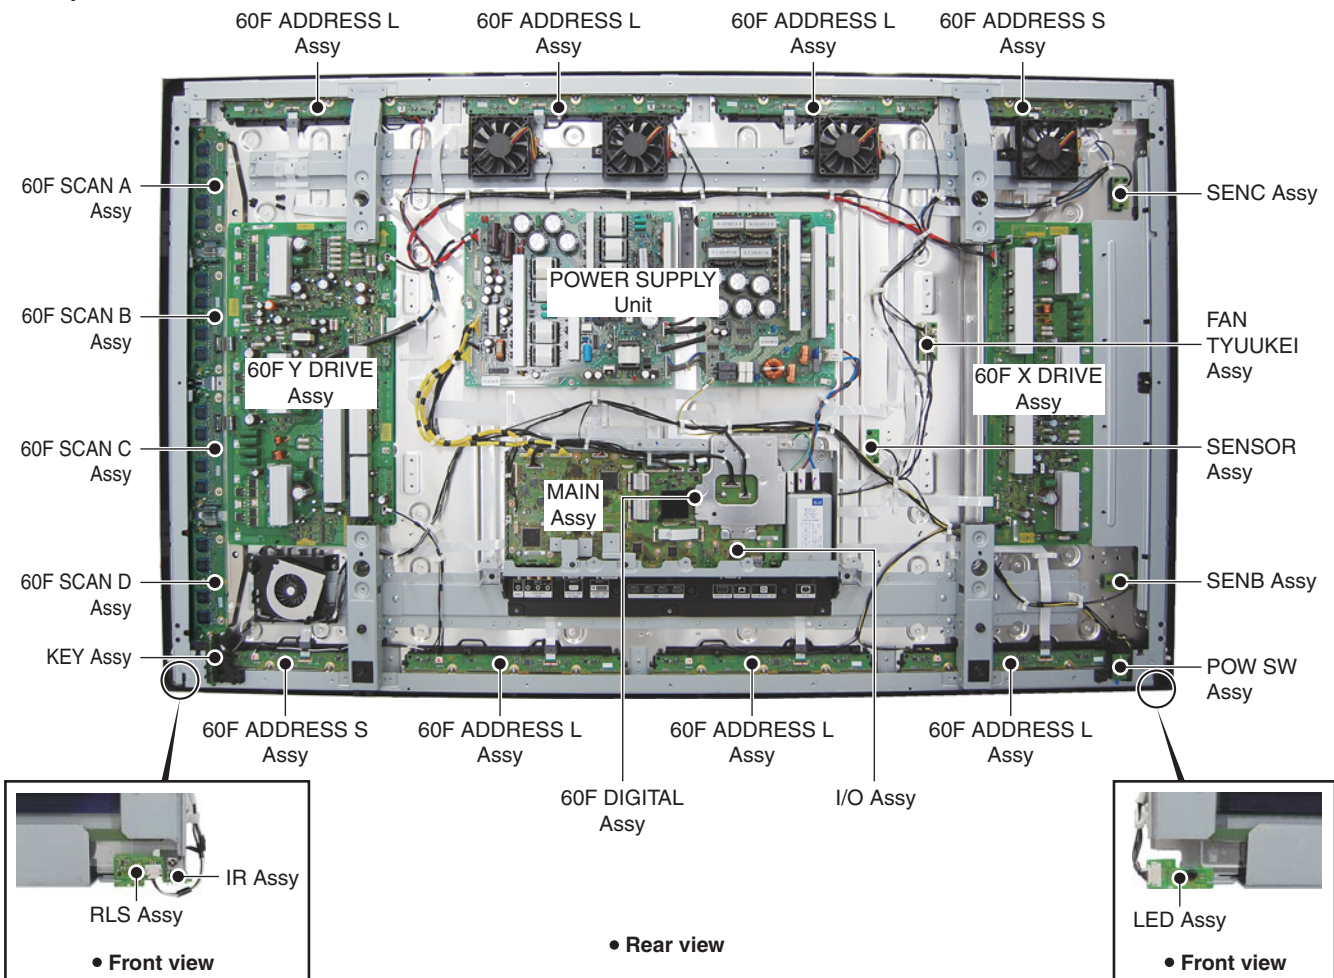 60F ADDRESS L
Assy
60F ADDRESS L
Assy
60F ADDRESS L
Assy
60F ADDRESS S
Assy
60F SCAN A
Assy
SENC Assy
POWER SUPPLY
Unit
60F SCAN B
Assy
FAN
TYUUKEI
Assy
60F Y DRIVE
Assy
60F X DRIVE
Assy
60F SCAN C
Assy
SENSOR
Assy
MAIN
Assy
60F SCAN D
Assy
SENB Assy
KEY Assy
POW SW
Assy
60F ADDRESS S
Assy
60F ADDRESS L
Assy
60F ADDRESS L
Assy
60F ADDRESS L
Assy
60F DIGITAL
Assy
I/O Assy
IR Assy
RLS Assy
● Front view
● Rear view
LED Assy
● Front view